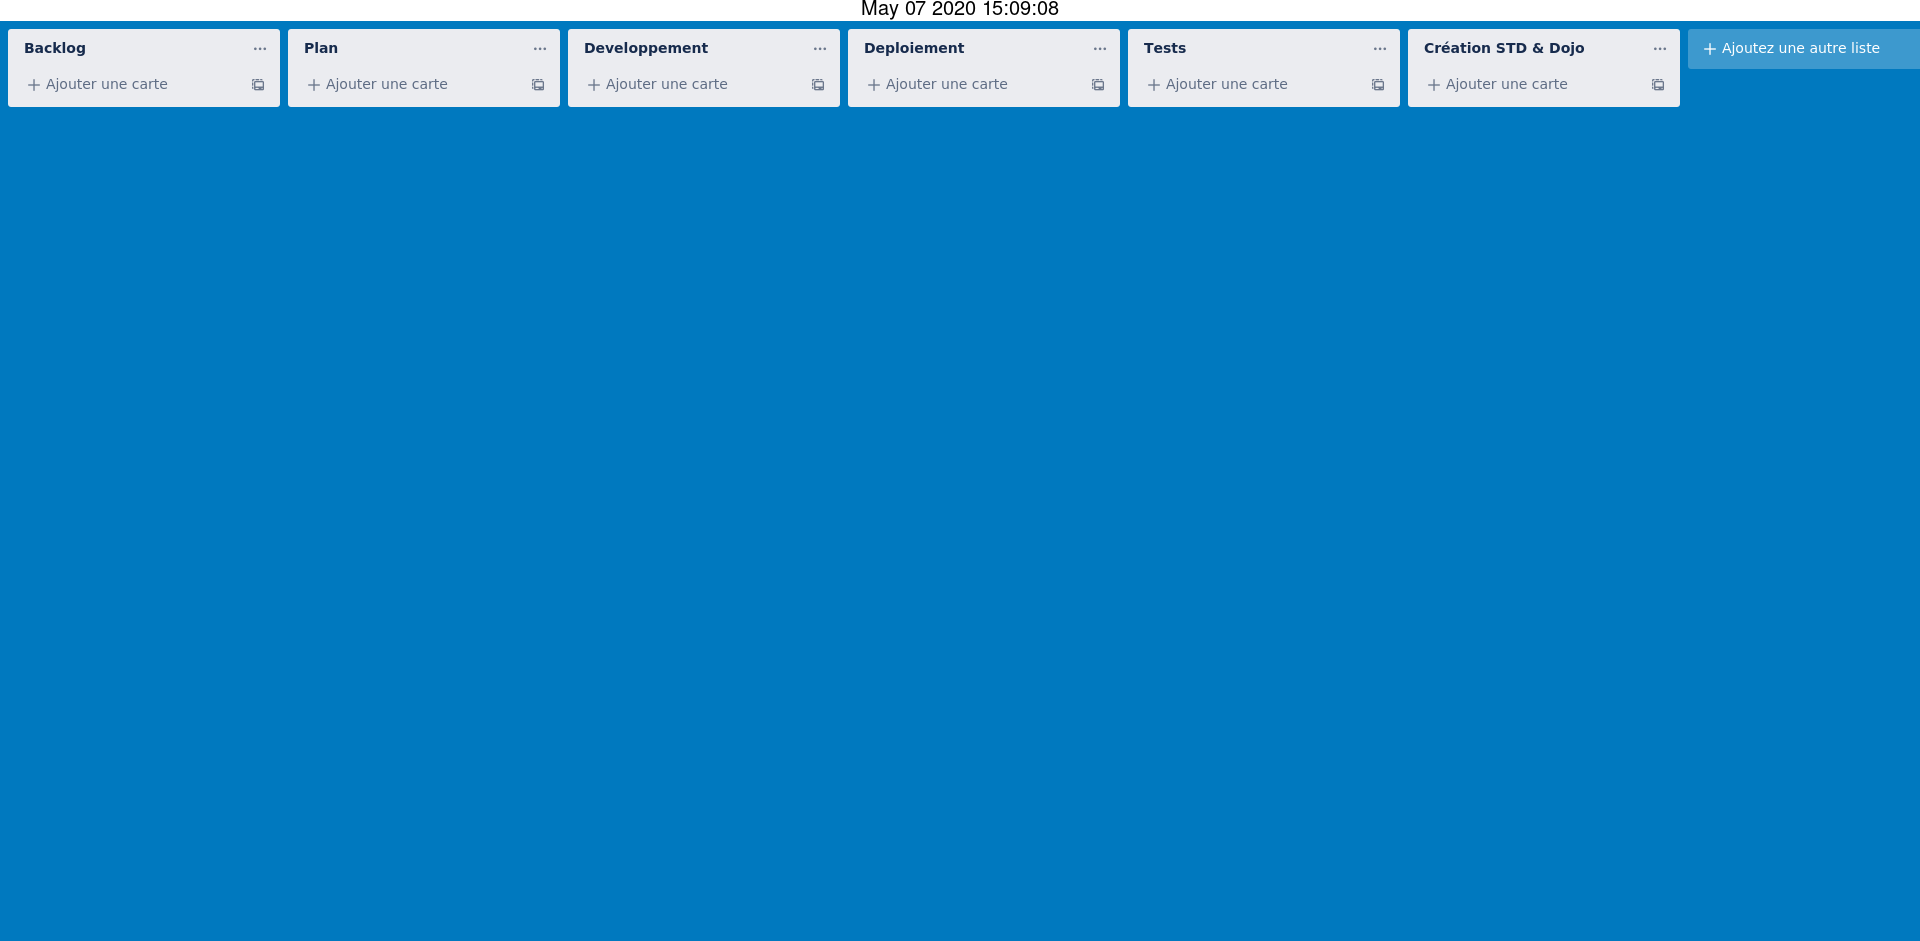 May 07 2020 15:09:08
Backlog
Plan
Developpement
Deploiement
Tests
Création STD & Dojo
Ajoutez une autre liste
Ajouter une carte
Ajouter une carte
Ajouter une carte
Ajouter une carte
Ajouter une carte
Ajouter une carte